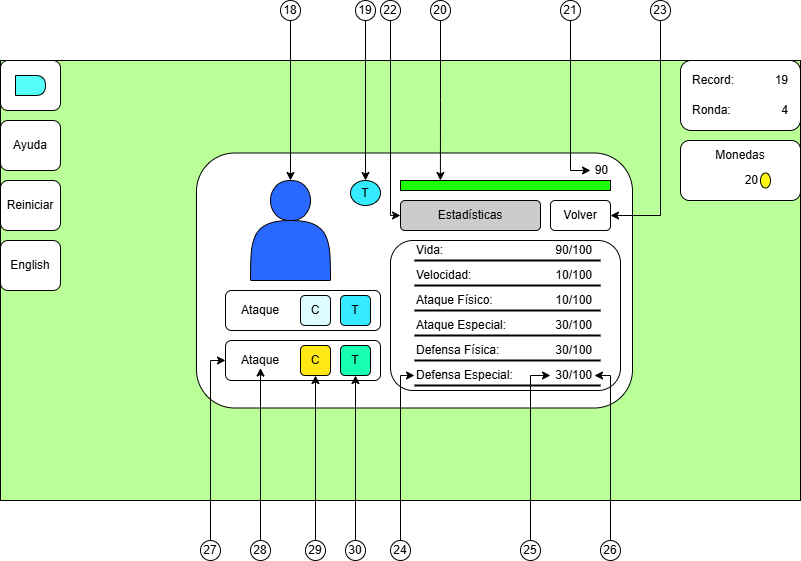 18 19 22 20 21 23
Ayuda
Reiniciar
English
Record: 19
Ronda: 4
Monedas
20
90
T
Estadísticas Volver
Vida: 90/100
Velocidad: 10/100
Ataque Físico: 10/100
Ataque Especial: 30/100
Defensa Física: 30/100
Defensa Especial: 30/100
Ataque C T
Ataque C T
27 28 29 30 24 25 26